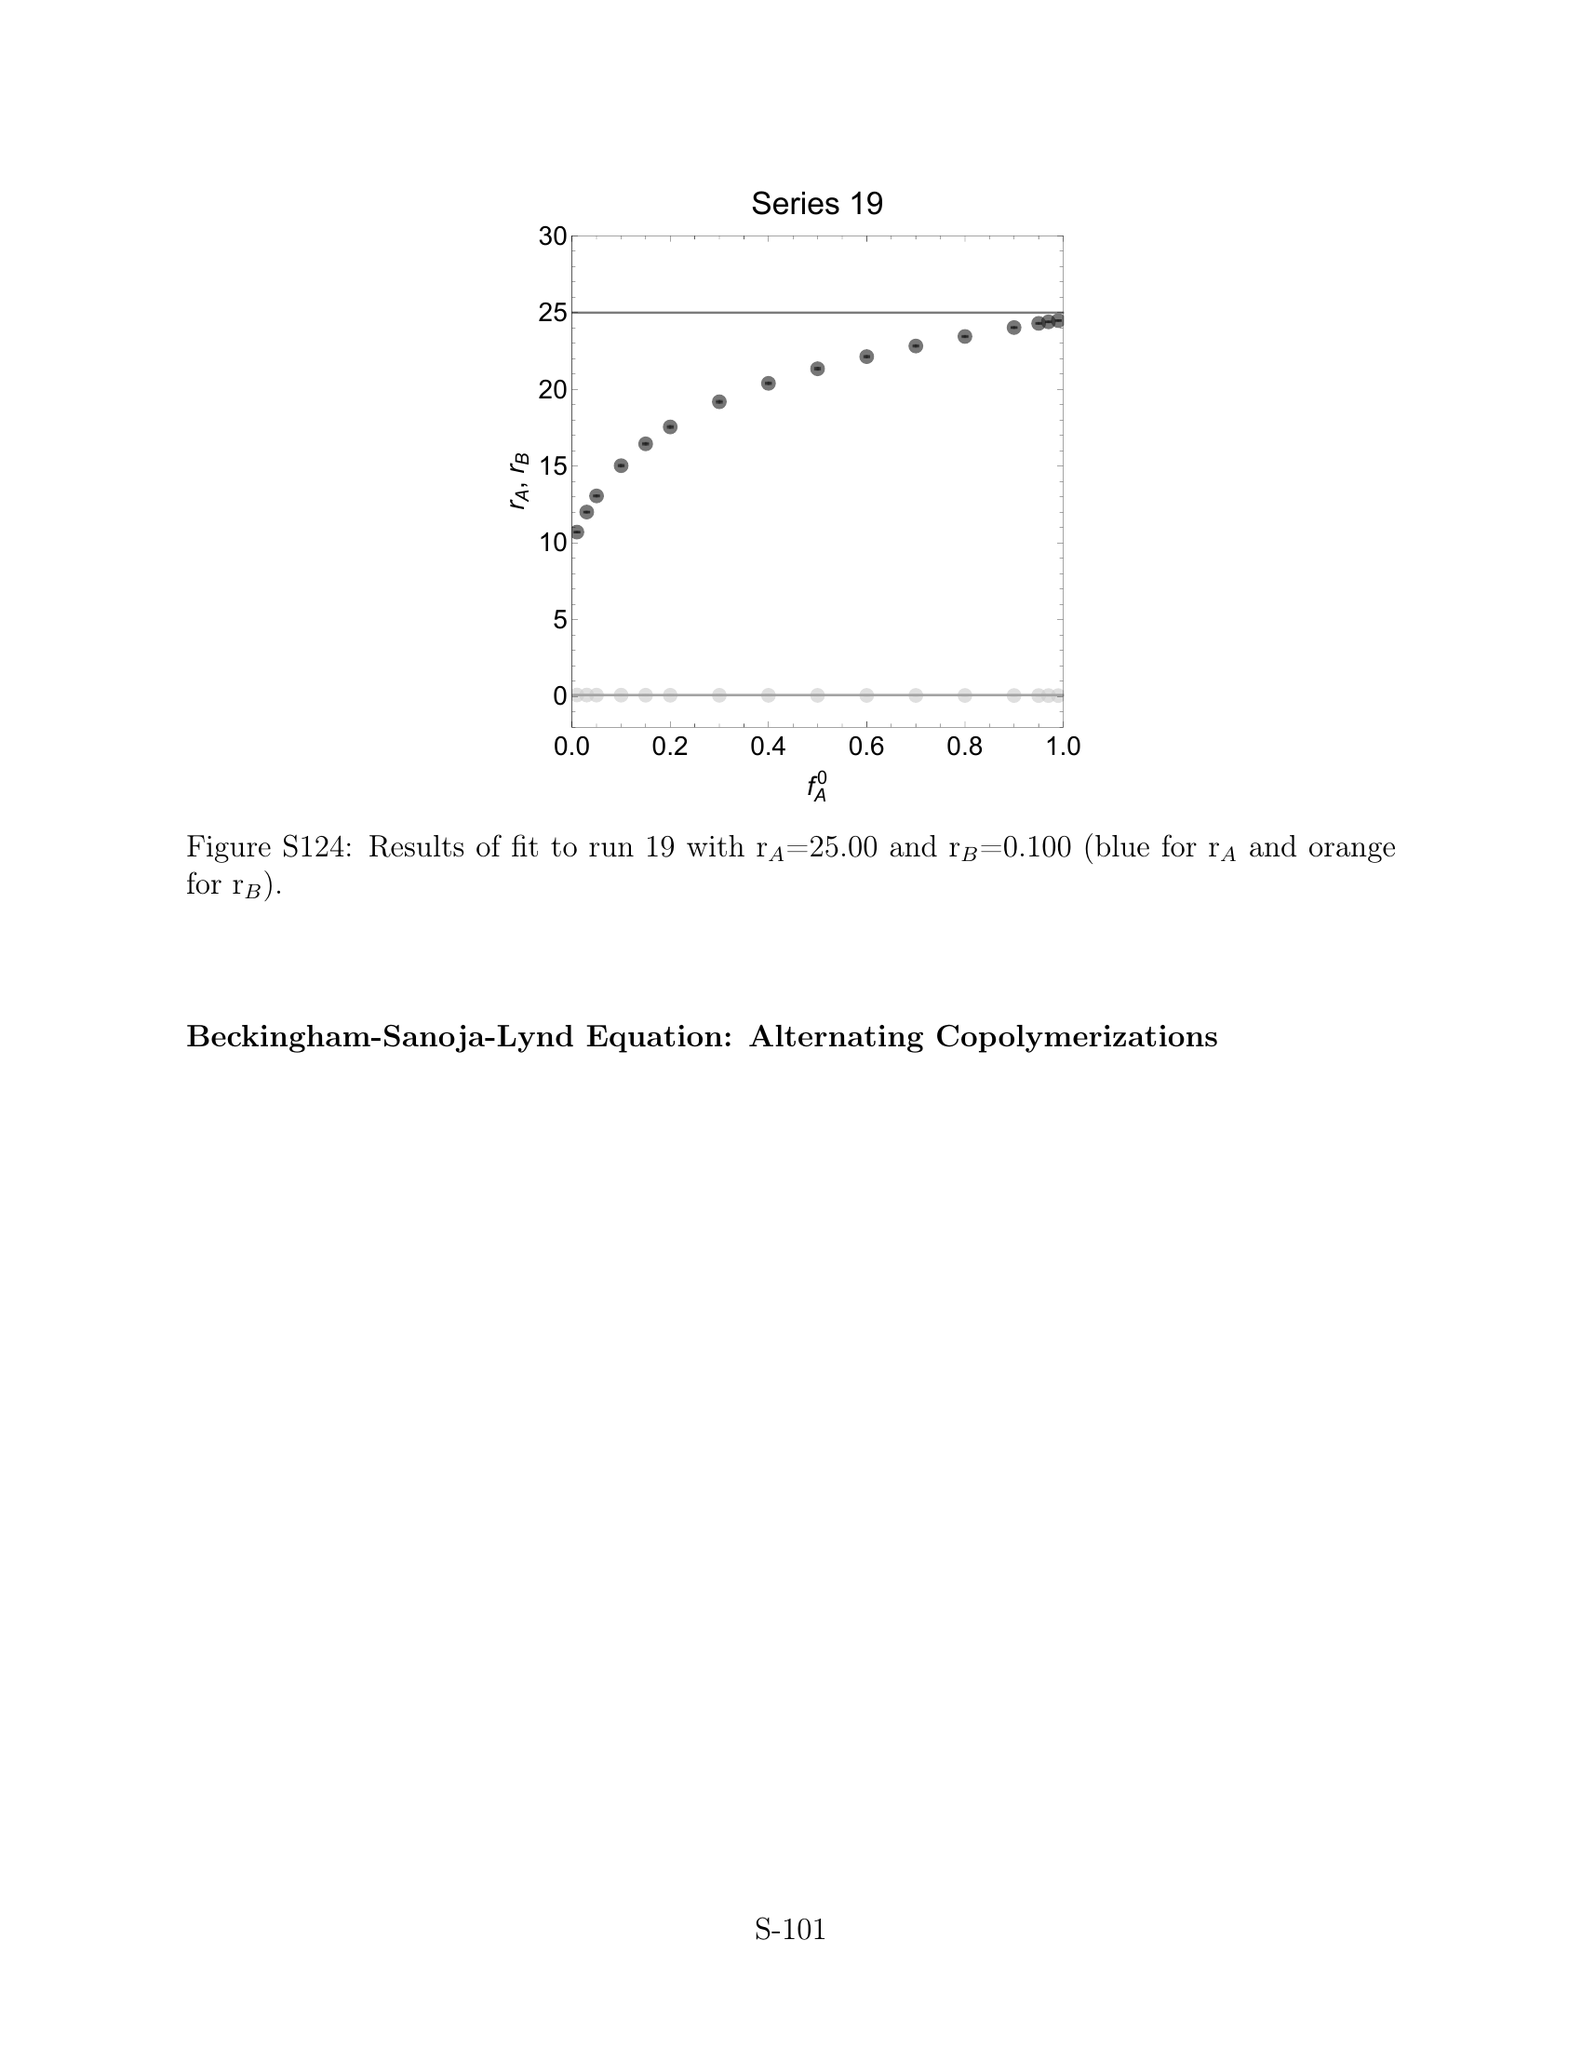 Series 19
30
25
20
15
10
5
0
r_A, r_B
0.0 0.2 0.4 0.6 0.8 1.0
f_A^0
Figure S124: Results of fit to run 19 with r_A=25.00 and r_B=0.100 (blue for r_A and orange
for r_B).
Beckingham-Sanoja-Lynd Equation: Alternating Copolymerizations
S-101